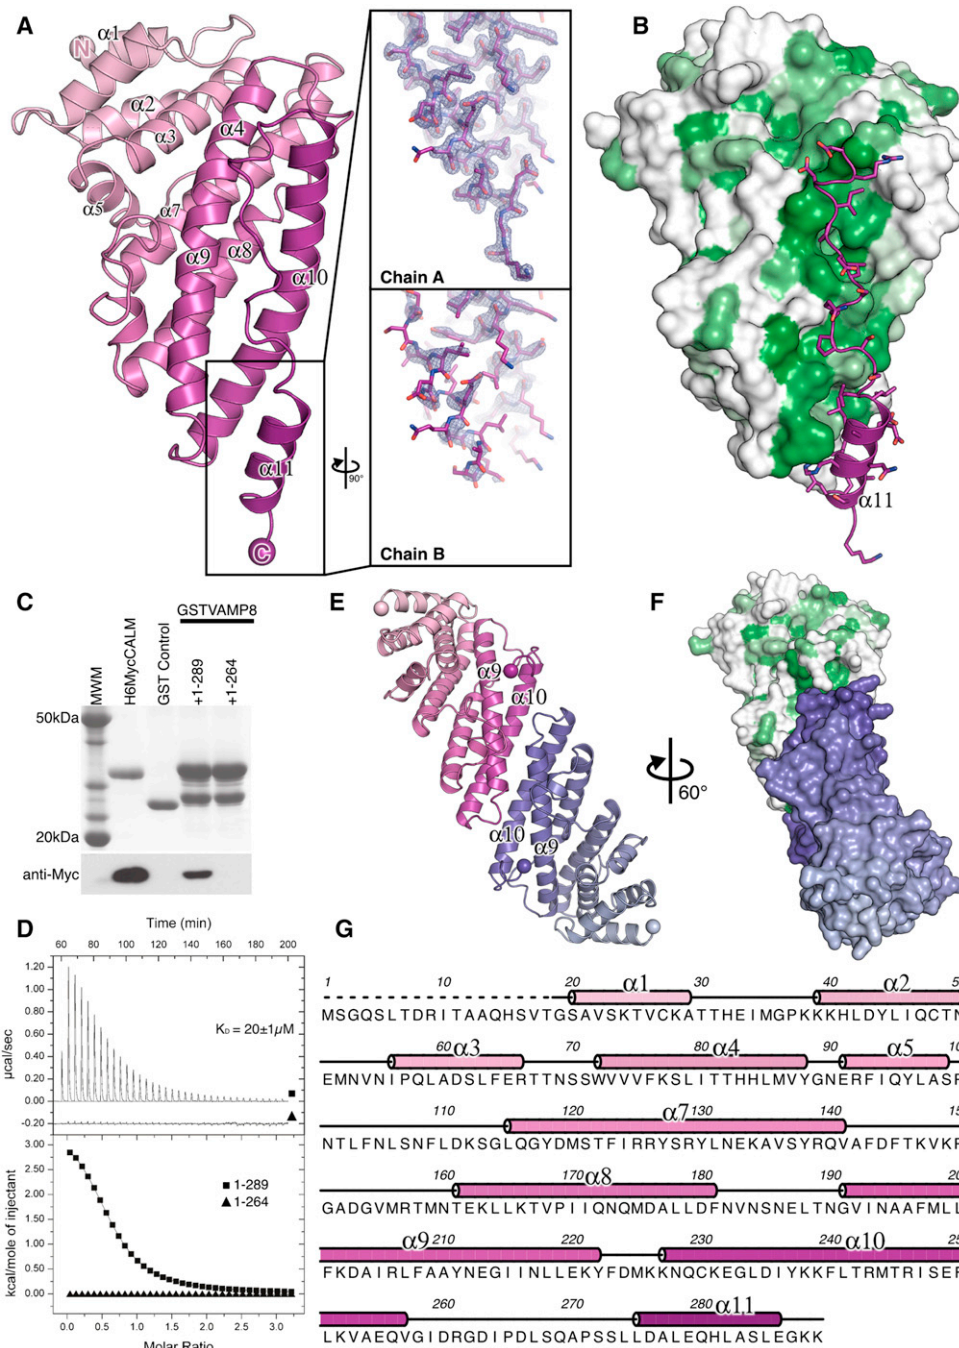 A
B
N
α1
α2
α3
α4
α5
α7
α8
α9
α10
α11
C
90°
Chain A
Chain B
α11
C
GSTVAMP8
MWM
H6MycCALM
GST Control
+1-289
+1-264
50kDa
20kDa
anti-Myc
E
α9
α10
α10
α9
F
60°
D
Time (min)
60 80 100 120 140 160 180 200
1.20
1.00
0.80
0.60
0.40
0.20
0.00
-0.20
µcal/sec
KD = 20±1µM
3.00
2.50
2.00
1.50
1.00
0.50
0.00
kcal/mole of injectant
1-289
1-264
0.0 0.5 1.0 1.5 2.0 2.5 3.0
Molar Ratio
G
1 10 20 α1 30 40 α2
MSGQSLTDRITAAQHSVTGSAVSKTVCKATTHEIMGPKKKHLDYLIQCTN
60 α3 70 80 α4 90 α5
EMNVNIPQLADSLFERTTNSSWVVVFKSLITTHHLMVYGNERFIQYLAS
110 120 α7 130 140
NTLFNLSNFLDKSGLQGYDMSTFIRRYSRYLNEKAVSYRQVAFDFTKVK
160 170 α8 180 190
GADGVMRTMNTEKLLKTVPIIQNQMDALLDFNVNSNELTNGVINAAFML
α9 210 220 230 240 α10
FKDAIRLFAAYNEGIINLLEKYFDMKKNQCKEGLDIYKKFLTRMTRISE
260 270 280 α11
LKVAEQVGIDRGDIPDLSQAPSSLLDALEQHLASLEGKK